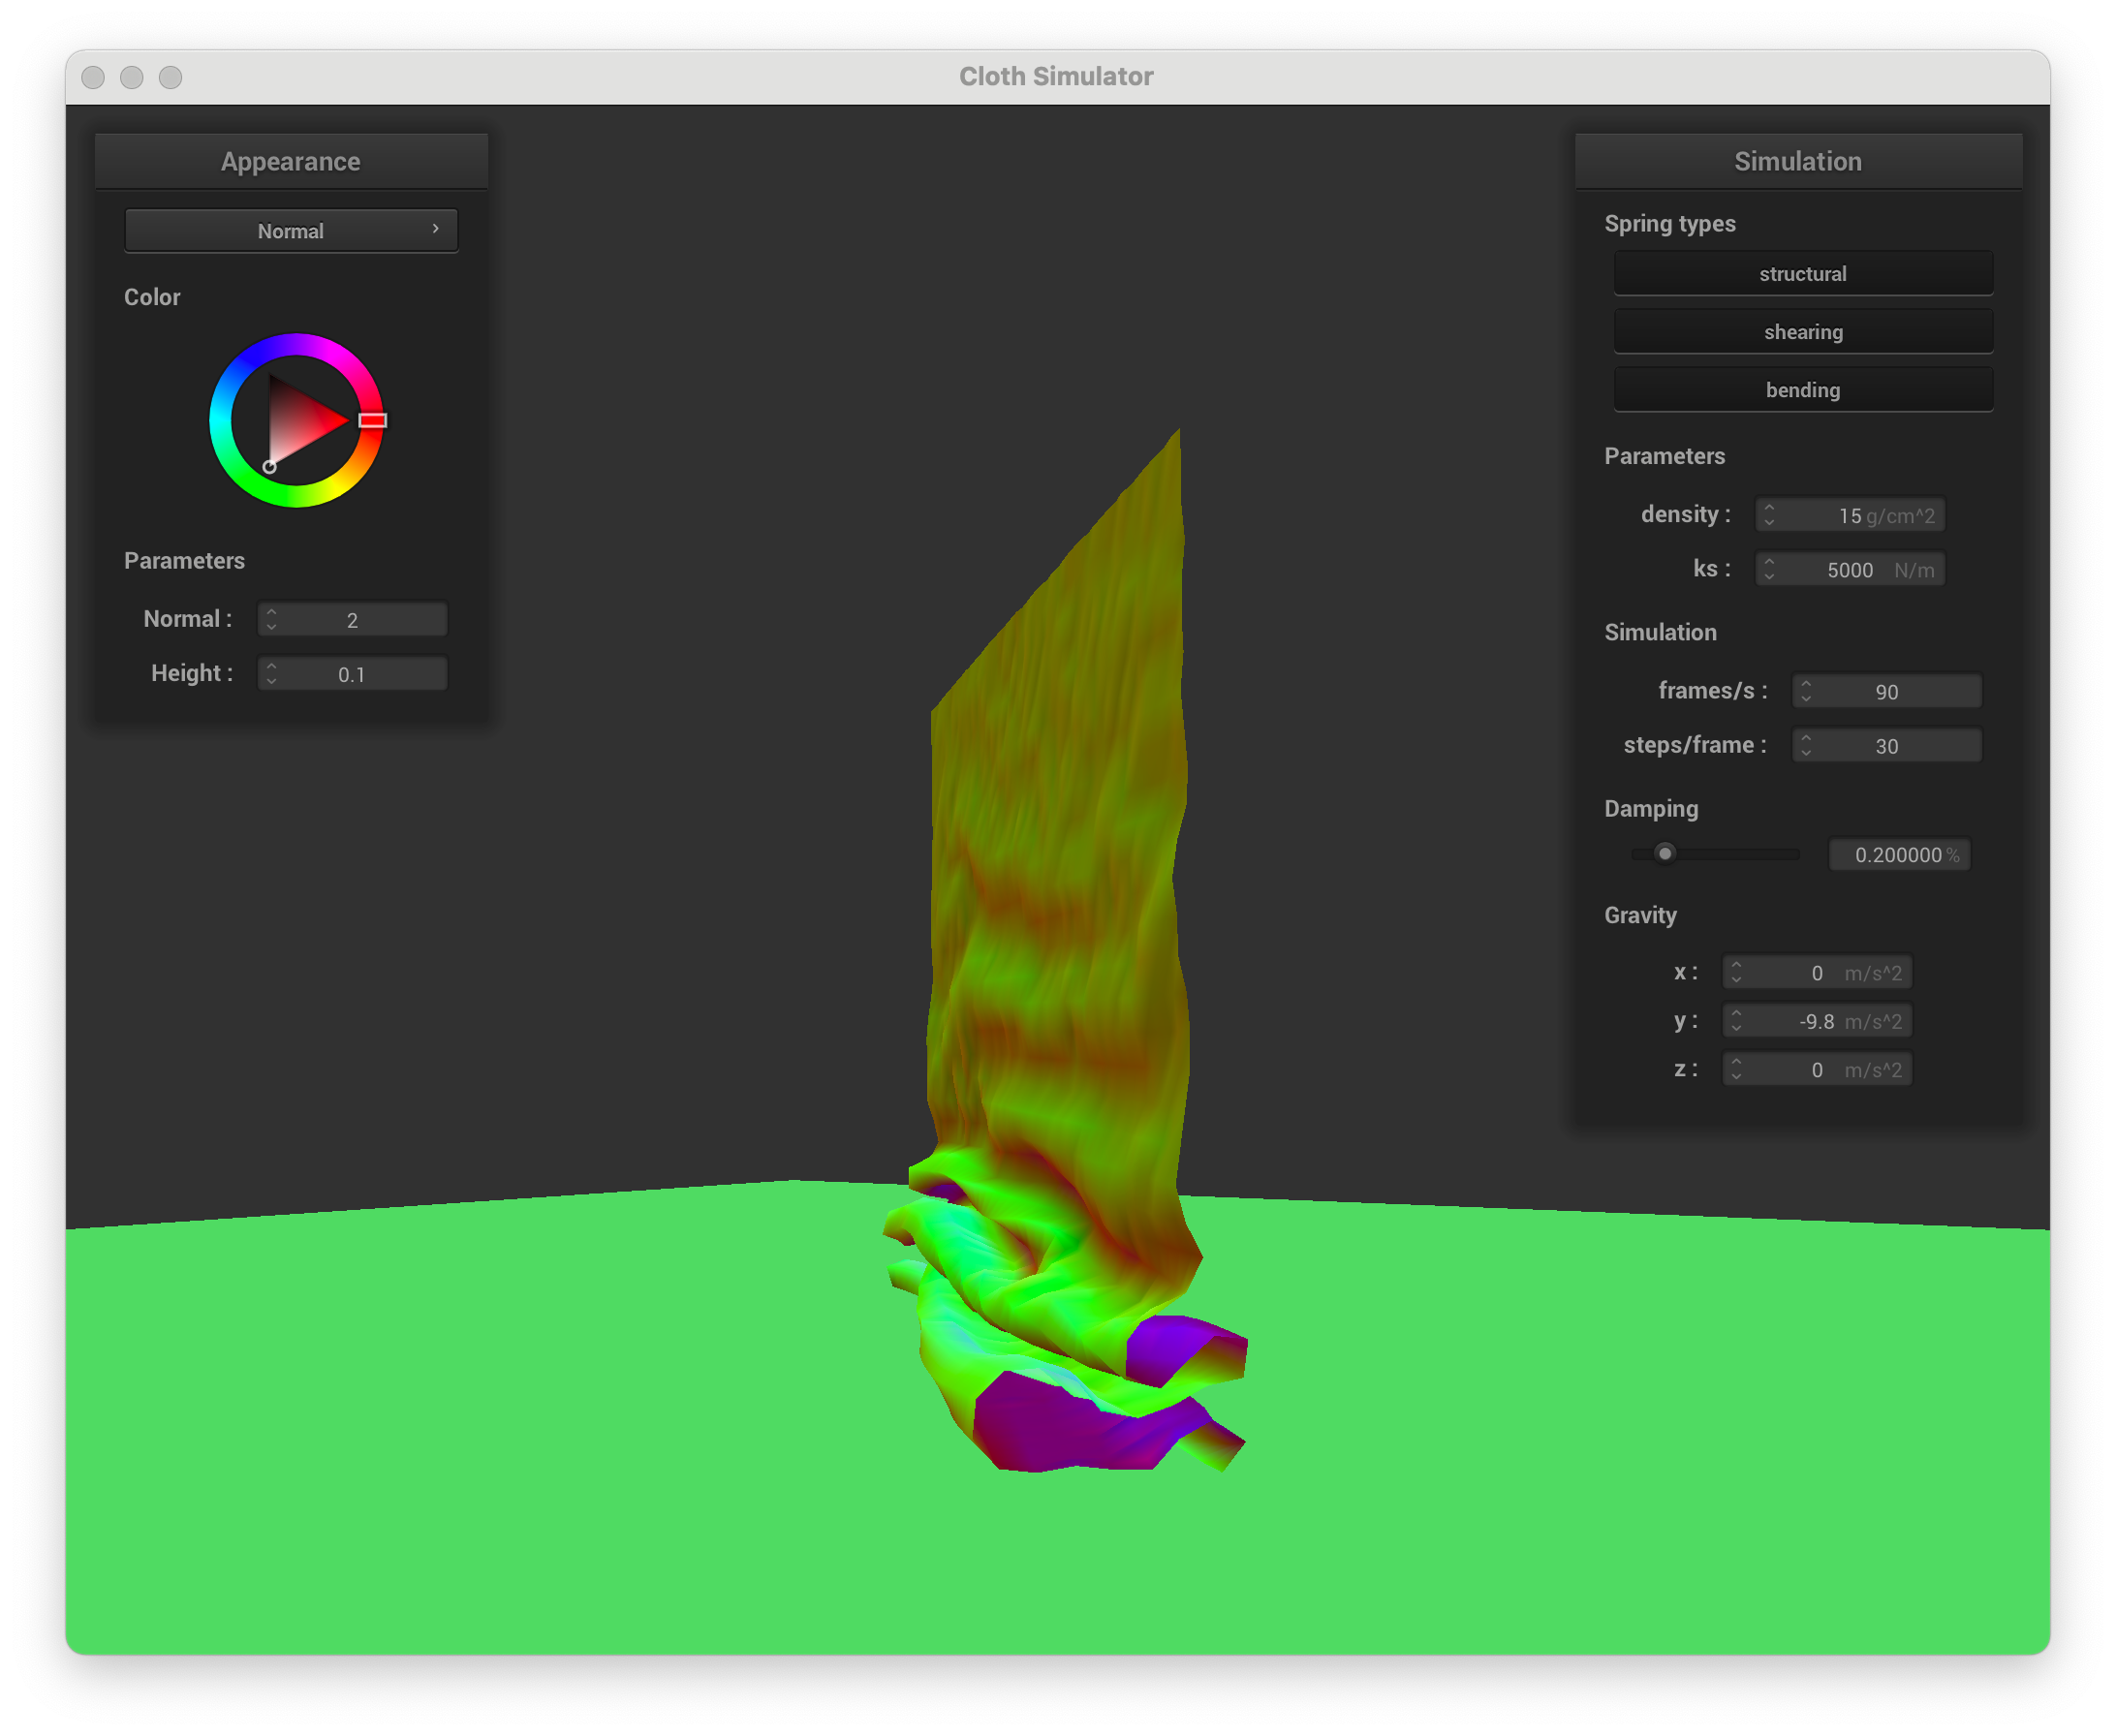 Cloth Simulator
Appearance
Normal
Color
Parameters
Normal : 2
Height : 0.1
Simulation
Spring types
structural
shearing
bending
Parameters
density : 15 g/cm^2
ks : 5000 N/m
Simulation
frames/s : 90
steps/frame : 30
Damping
0.200000 %
Gravity
x : 0 m/s^2
y : -9.8 m/s^2
z : 0 m/s^2